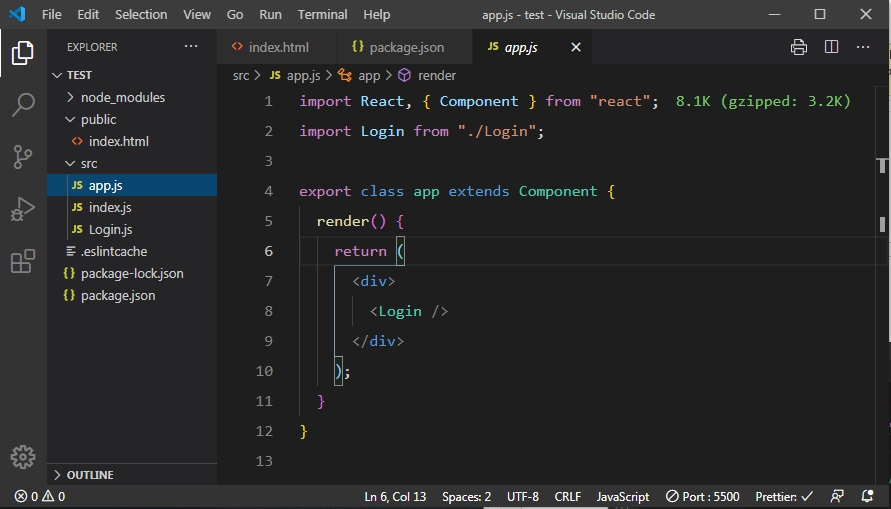 File Edit Selection View Go Run Terminal Help app.js - test - Visual Studio Code
EXPLORER
index.html {} package.json JS app.js
src > JS app.js > app > render
TEST
node_modules
public
index.html
src
JS app.js
JS index.js
JS Login.js
.eslintcache
{} package-lock.json
{} package.json
OUTLINE
1 import React, { Component } from "react"; 8.1K (gzipped: 3.2K)
2 import Login from "./Login";
3
4 export class app extends Component {
5 render() {
6 return (
7 <div>
8 <Login />
9 </div>
10 );
11 }
12 }
13
0 0 Ln 6, Col 13 Spaces: 2 UTF-8 CRLF JavaScript Port : 5500 Prettier: ✓